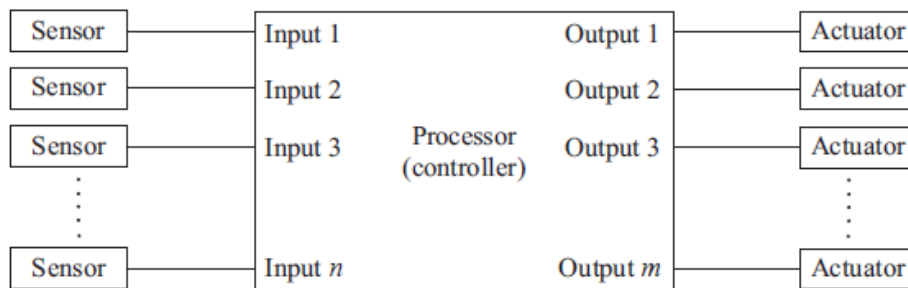 Sensor Input 1 Output 1 Actuator
Sensor Input 2 Output 2 Actuator
Sensor Input 3 Processor Output 3 Actuator
(controller)
Sensor Input n Output m Actuator